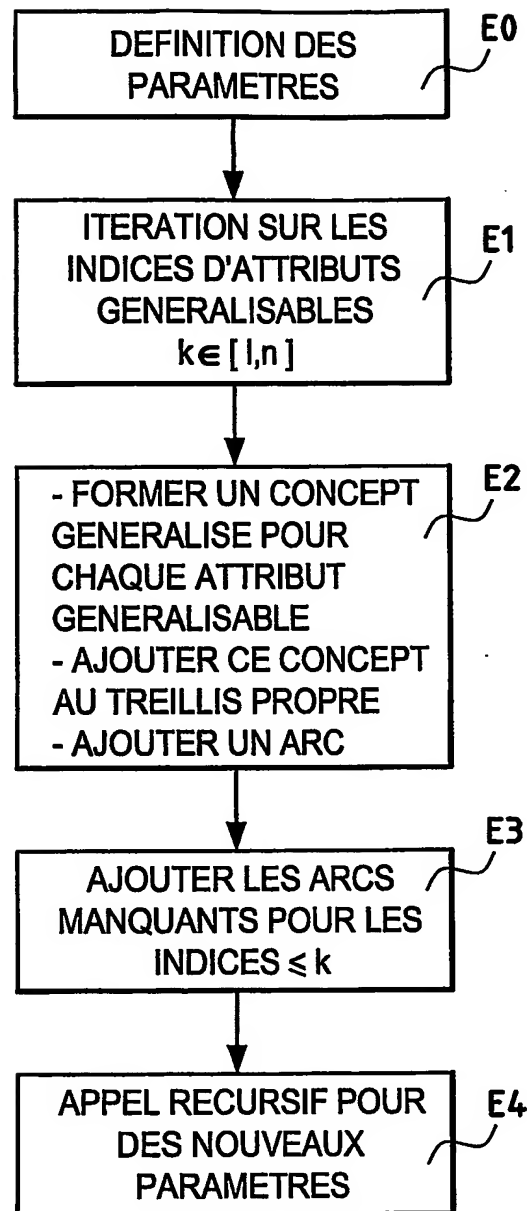 DEFINITION DES
PARAMETRES
E0
ITERATION SUR LES
INDICES D'ATTRIBUTS
GENERALISABLES
k∈[l,n]
E1
- FORMER UN CONCEPT
GENERALISE POUR
CHAQUE ATTRIBUT
GENERALISABLE
- AJOUTER CE CONCEPT
AU TREILLIS PROPRE
- AJOUTER UN ARC
E2
AJOUTER LES ARCS
MANQUANTS POUR LES
INDICES ⩽ k
E3
APPEL RECURSIF POUR
DES NOUVEAUX
PARAMETRES
E4